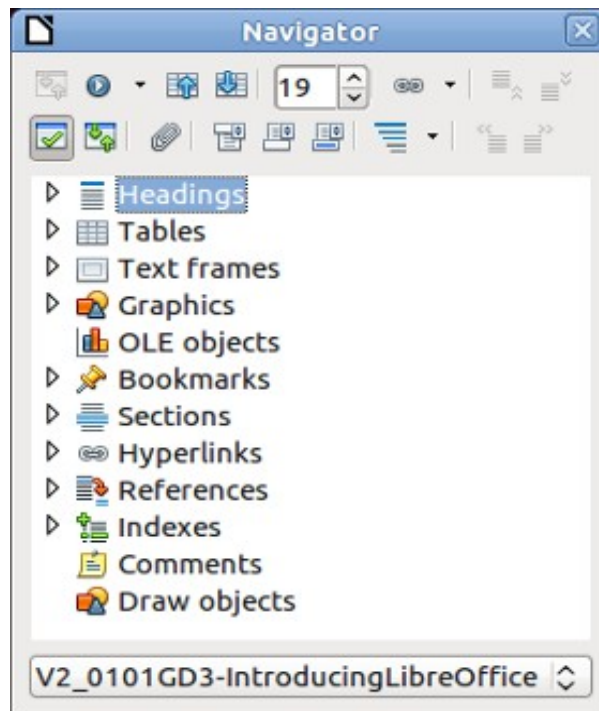 Navigator
19
Headings
Tables
Text frames
Graphics
OLE objects
Bookmarks
Sections
Hyperlinks
References
Indexes
Comments
Draw objects
V2_0101GD3-IntroducingLibreOffice